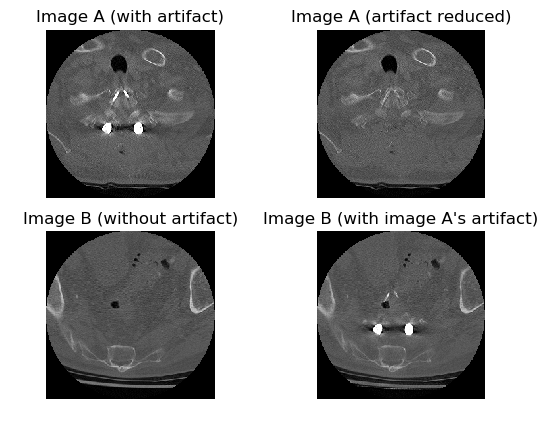 Image A (with artifact)
Image A (artifact reduced)
Image B (without artifact)
Image B (with image A's artifact)